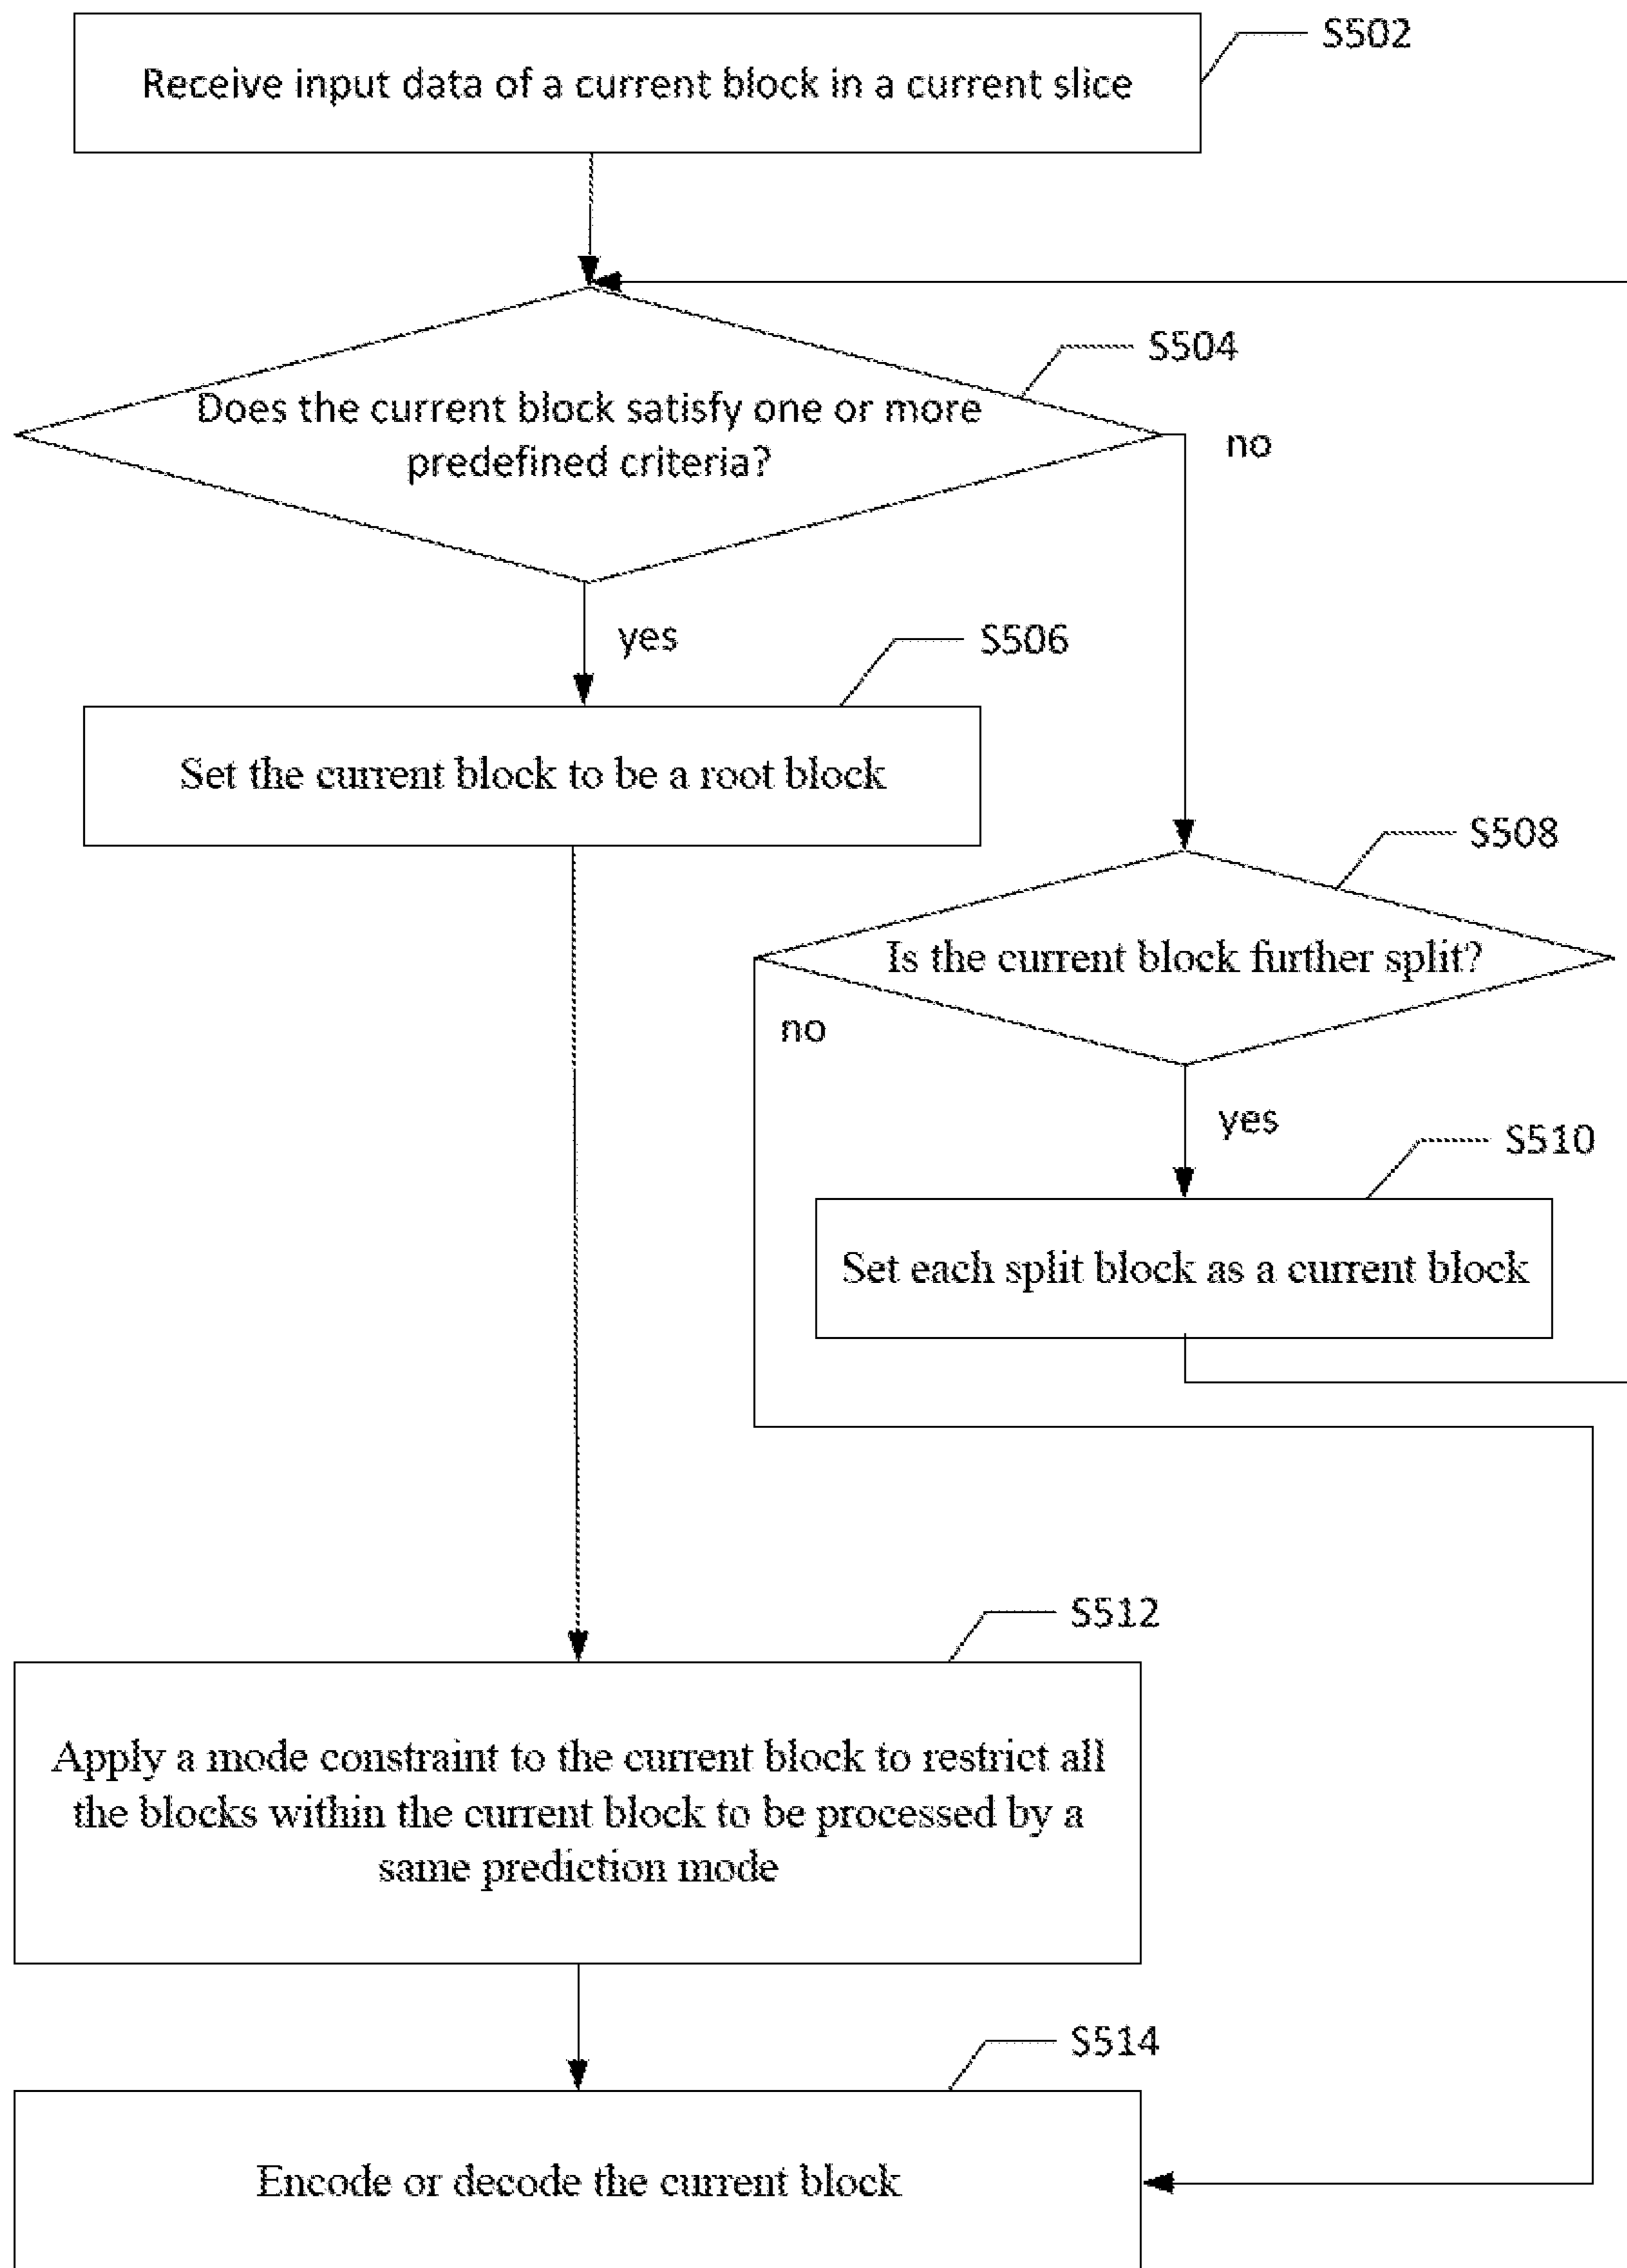 S502
Receive input data of a current block in a current slice
S504
Does the current block satisfy one or more
predefined criteria?
no
yes
S506
Set the current block to be a root block
S508
Is the current block further split?
no
yes
S510
Set each split block as a current block
S512
Apply a mode constraint to the current block to restrict all
the blocks within the current block to be processed by a
same prediction mode
S514
Encode or decode the current block